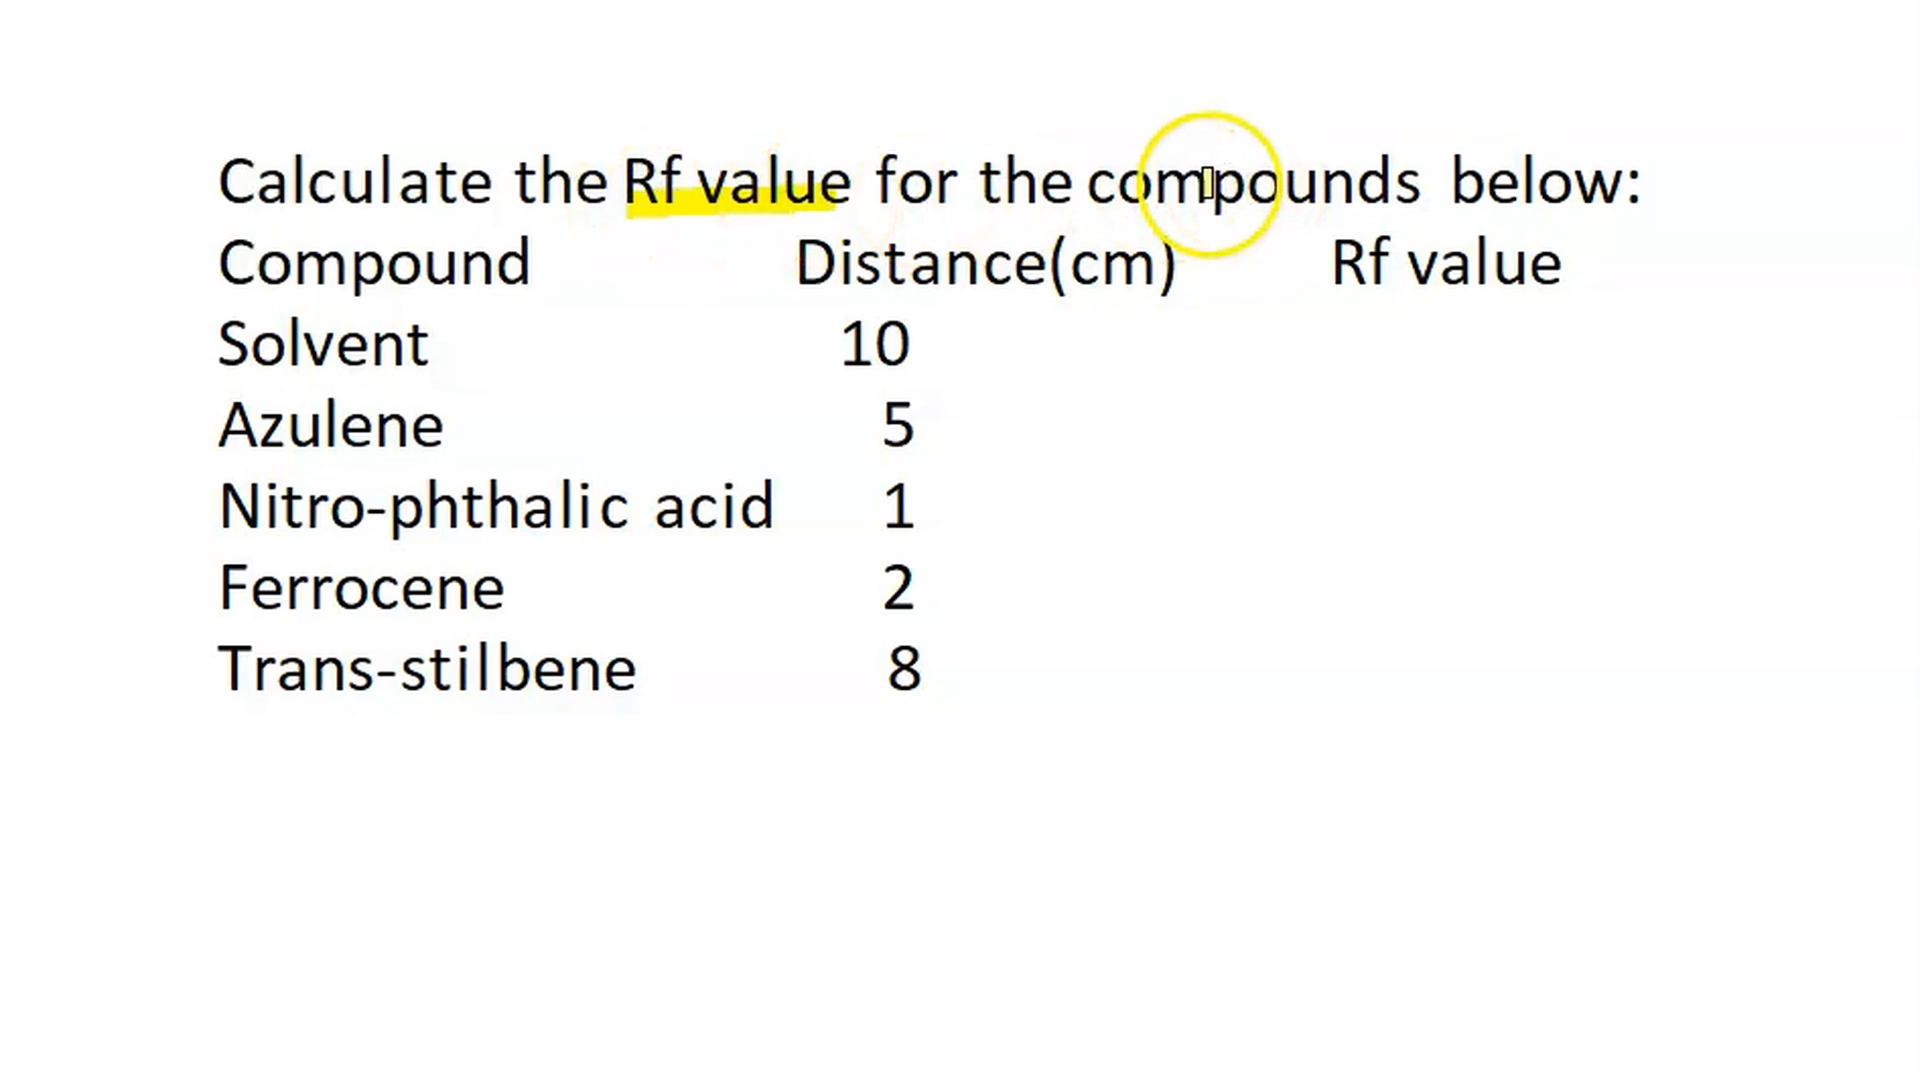 Calculate the Rf value for the compounds below:
Compound Distance(cm) Rf value
Solvent 10
Azulene 5
Nitro-phthalic acid 1
Ferrocene 2
Trans-stilbene 8